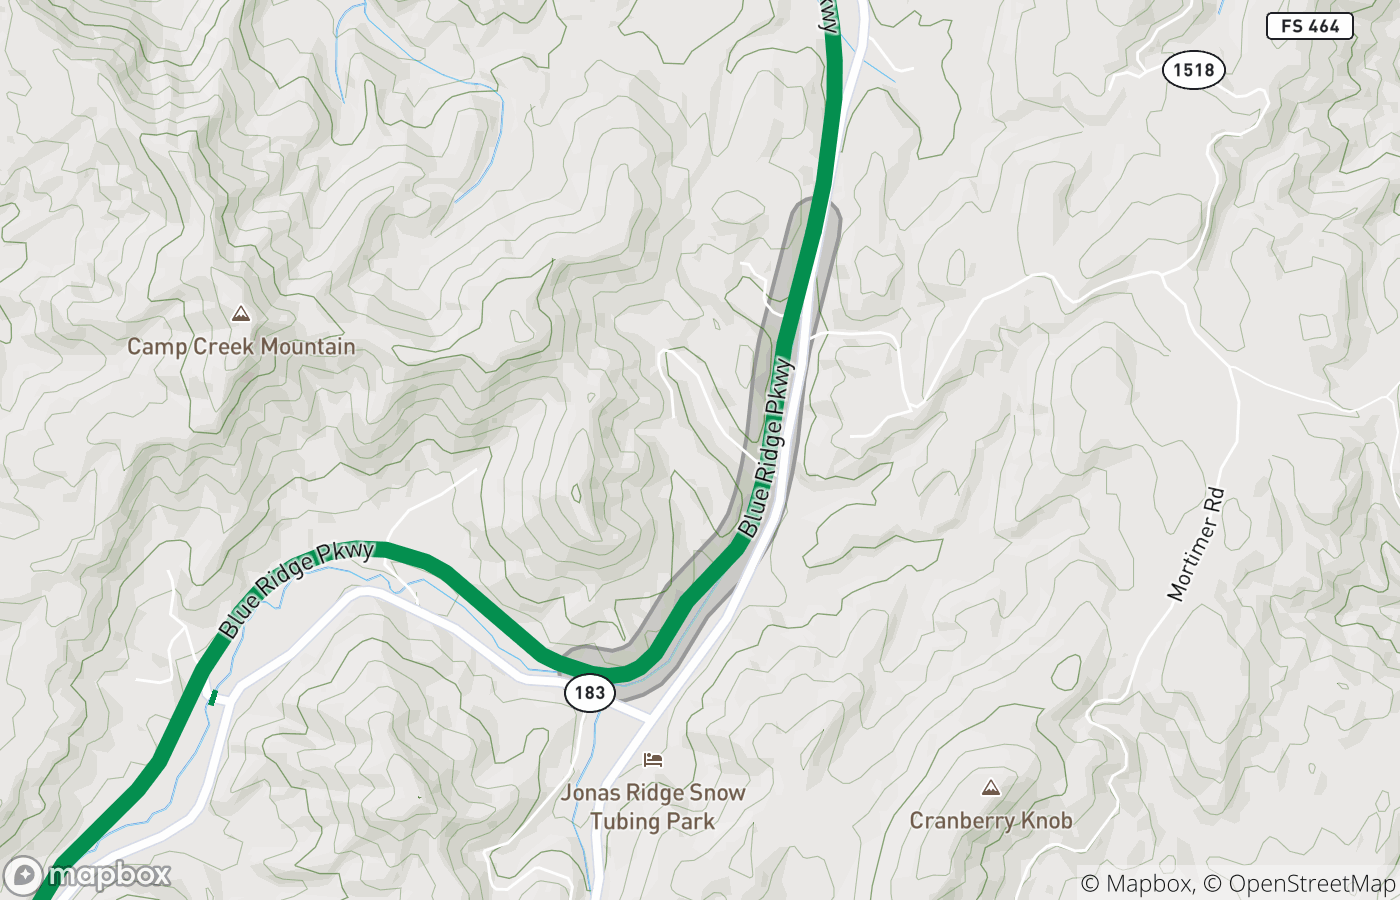 FS 464
1518
Camp Creek Mountain
Blue Ridge Pkwy
Blue Ridge Pkwy
Mortimer Rd
183
Jonas Ridge Snow
Tubing Park
Cranberry Knob
mapbox
© Mapbox, © OpenStreetMap